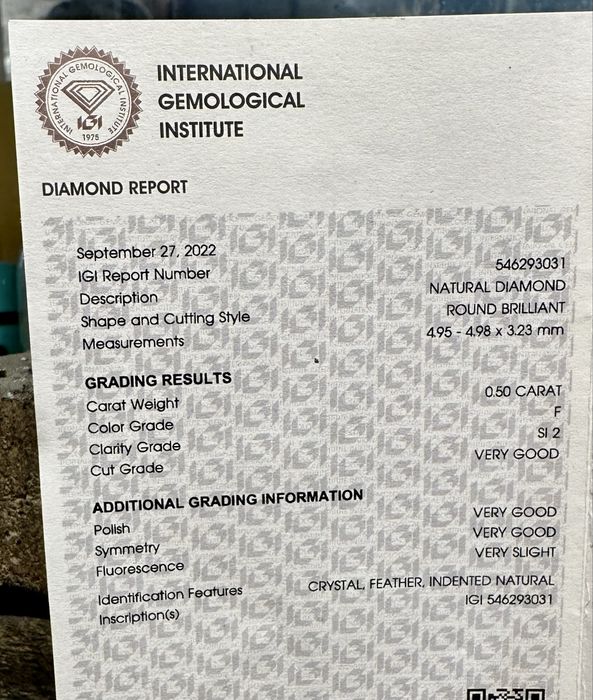 INTERNATIONAL GEMOLOGICAL INSTITUTE
IGI
1975
INTERNATIONAL
GEMOLOGICAL
INSTITUTE
DIAMOND REPORT
September 27, 2022
IGI Report Number 546293031
Description NATURAL DIAMOND
Shape and Cutting Style ROUND BRILLIANT
Measurements 4.95 - 4.98 x 3.23 mm
GRADING RESULTS
Carat Weight 0.50 CARAT
Color Grade F
Clarity Grade SI 2
Cut Grade VERY GOOD
ADDITIONAL GRADING INFORMATION
Polish VERY GOOD
Symmetry VERY GOOD
Fluorescence VERY SLIGHT
Identification Features CRYSTAL, FEATHER, INDENTED NATURAL
Inscription(s) IGI 546293031